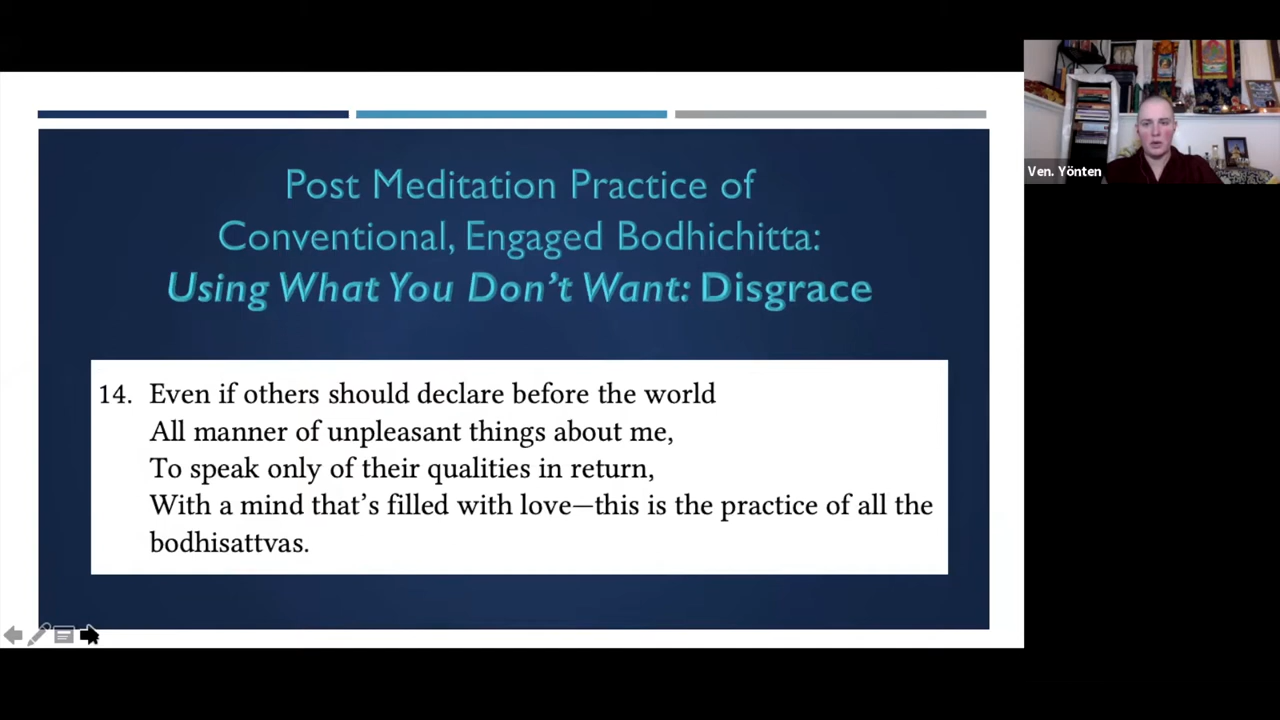 Post Meditation Practice of
Conventional, Engaged Bodhichitta:
Using What You Don't Want: Disgrace
14. Even if others should declare before the world
All manner of unpleasant things about me,
To speak only of their qualities in return,
With a mind that's filled with love—this is the practice of all the
bodhisattvas.
Ven. Yönten